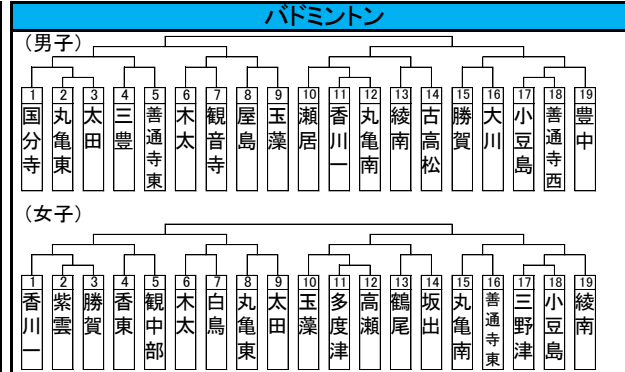 バドミントン
（男子）
1 2 3 4 5 6 7 8 9 10 11 12 13 14 15 16 17 18 19
国分寺
丸亀東
太田
三豊
善通寺東
木太
観音寺
屋島
玉藻
瀬居
香川一
丸亀南
綾南
古高松
勝賀
大川
小豆島
善通寺西
豊中
（女子）
1 2 3 4 5 6 7 8 9 10 11 12 13 14 15 16 17 18 19
香川一
紫雲
勝賀
香東
観中部
木太
白鳥
丸亀東
太田
玉藻
多度津
高瀬
鶴尾
坂出
丸亀南
善通寺東
三野津
小豆島
綾南